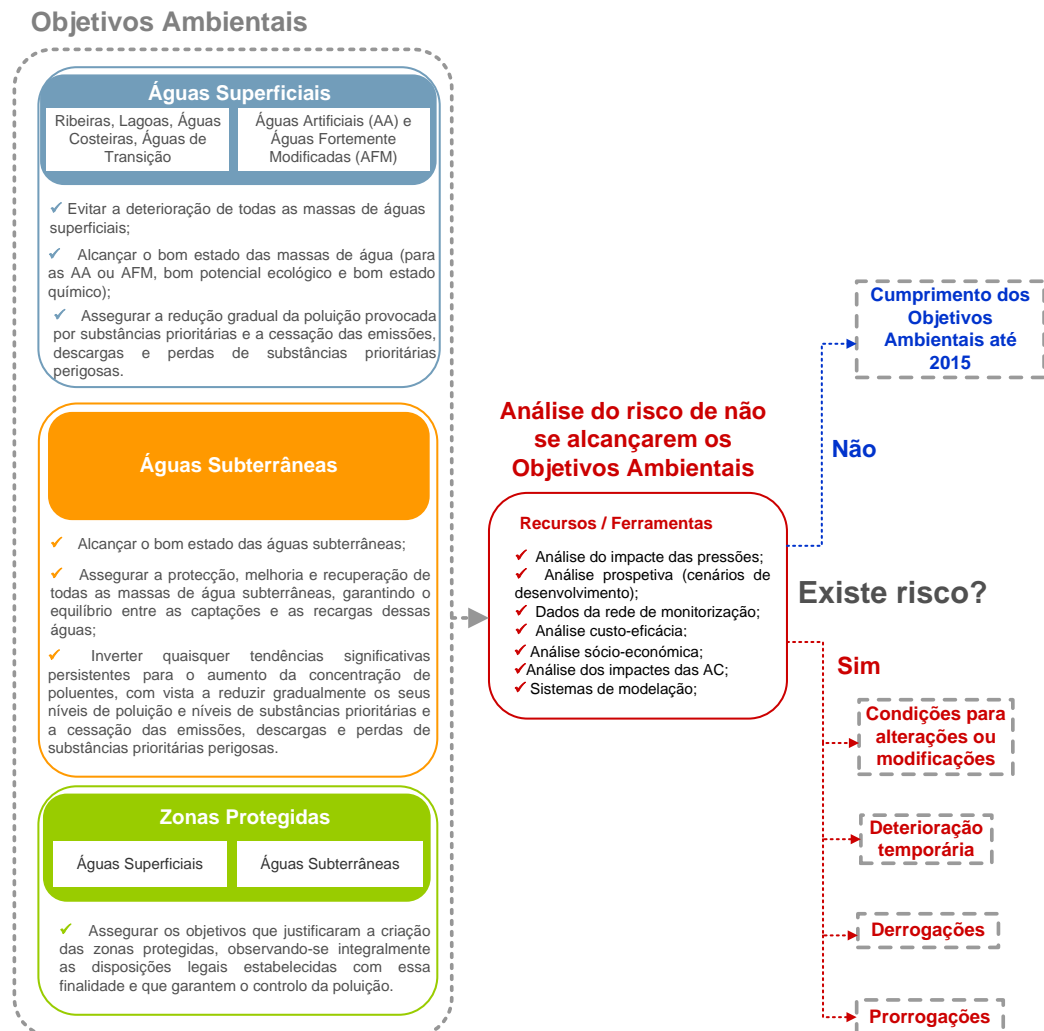 Objetivos Ambientais
Águas Superficiais
Ribeiras, Lagoas, Águas
Costeiras, Águas de
Transição
Águas Artificiais (AA) e
Águas Fortemente
Modificadas (AFM)
✓ Evitar a deterioração de todas as massas de águas
superficiais;
✓ Alcançar o bom estado das massas de água (para
as AA ou AFM, bom potencial ecológico e bom estado
químico);
✓ Assegurar a redução gradual da poluição provocada
por substâncias prioritárias e a cessação das emissões,
descargas e perdas de substâncias prioritárias
perigosas.
Águas Subterrâneas
✓ Alcançar o bom estado das águas subterrâneas;
✓ Assegurar a protecção, melhoria e recuperação de
todas as massas de água subterrâneas, garantindo o
equilíbrio entre as captações e as recargas dessas
águas;
✓ Inverter quaisquer tendências significativas
persistentes para o aumento da concentração de
poluentes, com vista a reduzir gradualmente os seus
níveis de poluição e níveis de substâncias prioritárias e
a cessação das emissões, descargas e perdas de
substâncias prioritárias perigosas.
Zonas Protegidas
Águas Superficiais
Águas Subterrâneas
✓ Assegurar os objetivos que justificaram a criação
das zonas protegidas, observando-se integralmente
as disposições legais estabelecidas com essa
finalidade e que garantem o controlo da poluição.
Análise do risco de não
se alcançarem os
Objetivos Ambientais
Recursos / Ferramentas
✓ Análise do impacte das pressões;
✓ Análise prospetiva (cenários de
desenvolvimento);
✓ Dados da rede de monitorização;
✓ Análise custo-eficácia;
✓ Análise sócio-económica;
✓Análise dos impactes das AC;
✓ Sistemas de modelação;
Existe risco?
Não
Cumprimento dos
Objetivos
Ambientais até
2015
Sim
Condições para
alterações ou
modificações
Deterioração
temporária
Derrogações
Prorrogações